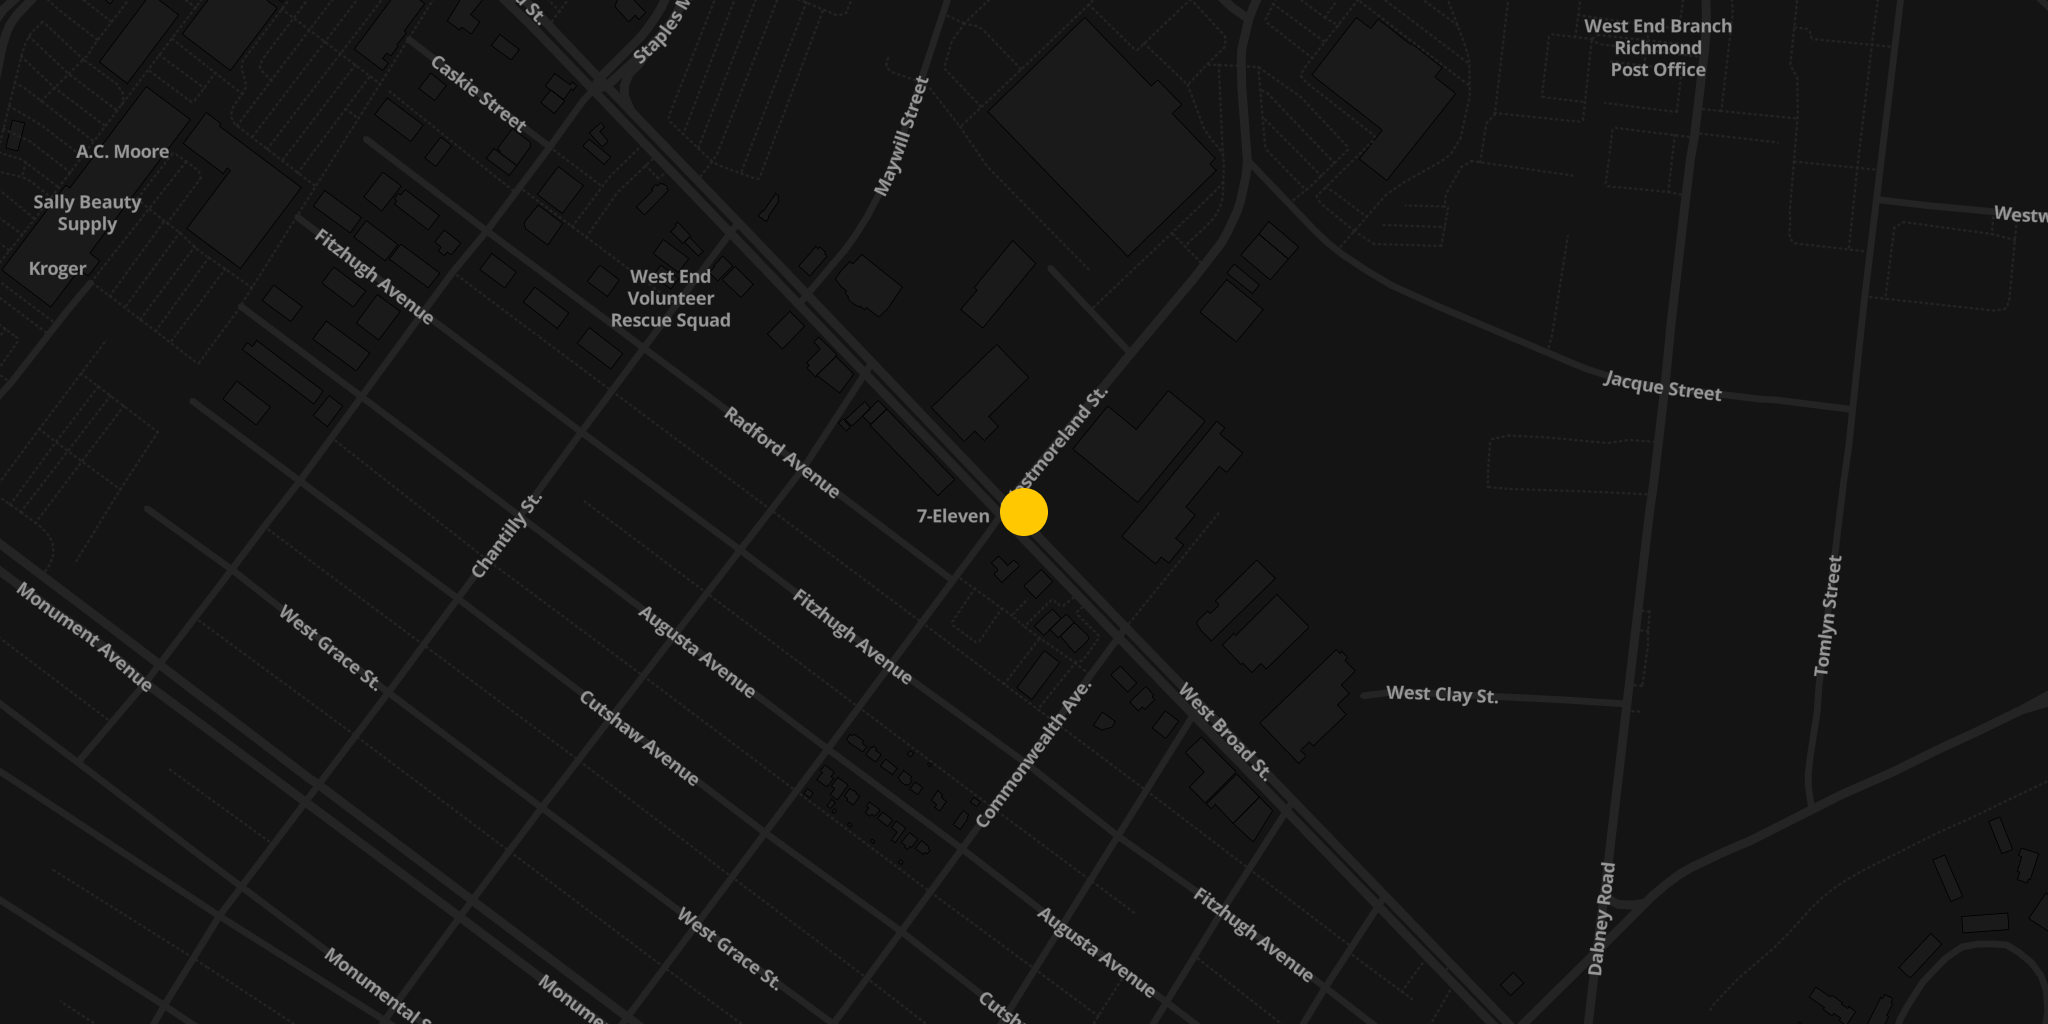 West End Branch
Richmond
Post Office
Caskie Street
Maywill Street
A.C. Moore
Sally Beauty
Supply
Kroger
Fitzhugh Avenue
West End
Volunteer
Rescue Squad
Jacque Street
Radford Avenue
7-Eleven
Chantilly St.
Monument Avenue
West Grace St.
Augusta Avenue
Fitzhugh Avenue
Cutshaw Avenue
Commonwealth Ave.
West Broad St.
West Clay St.
Tomlyn Street
Dabney Road
West Grace St.
Augusta Avenue
Fitzhugh Avenue
Monumental